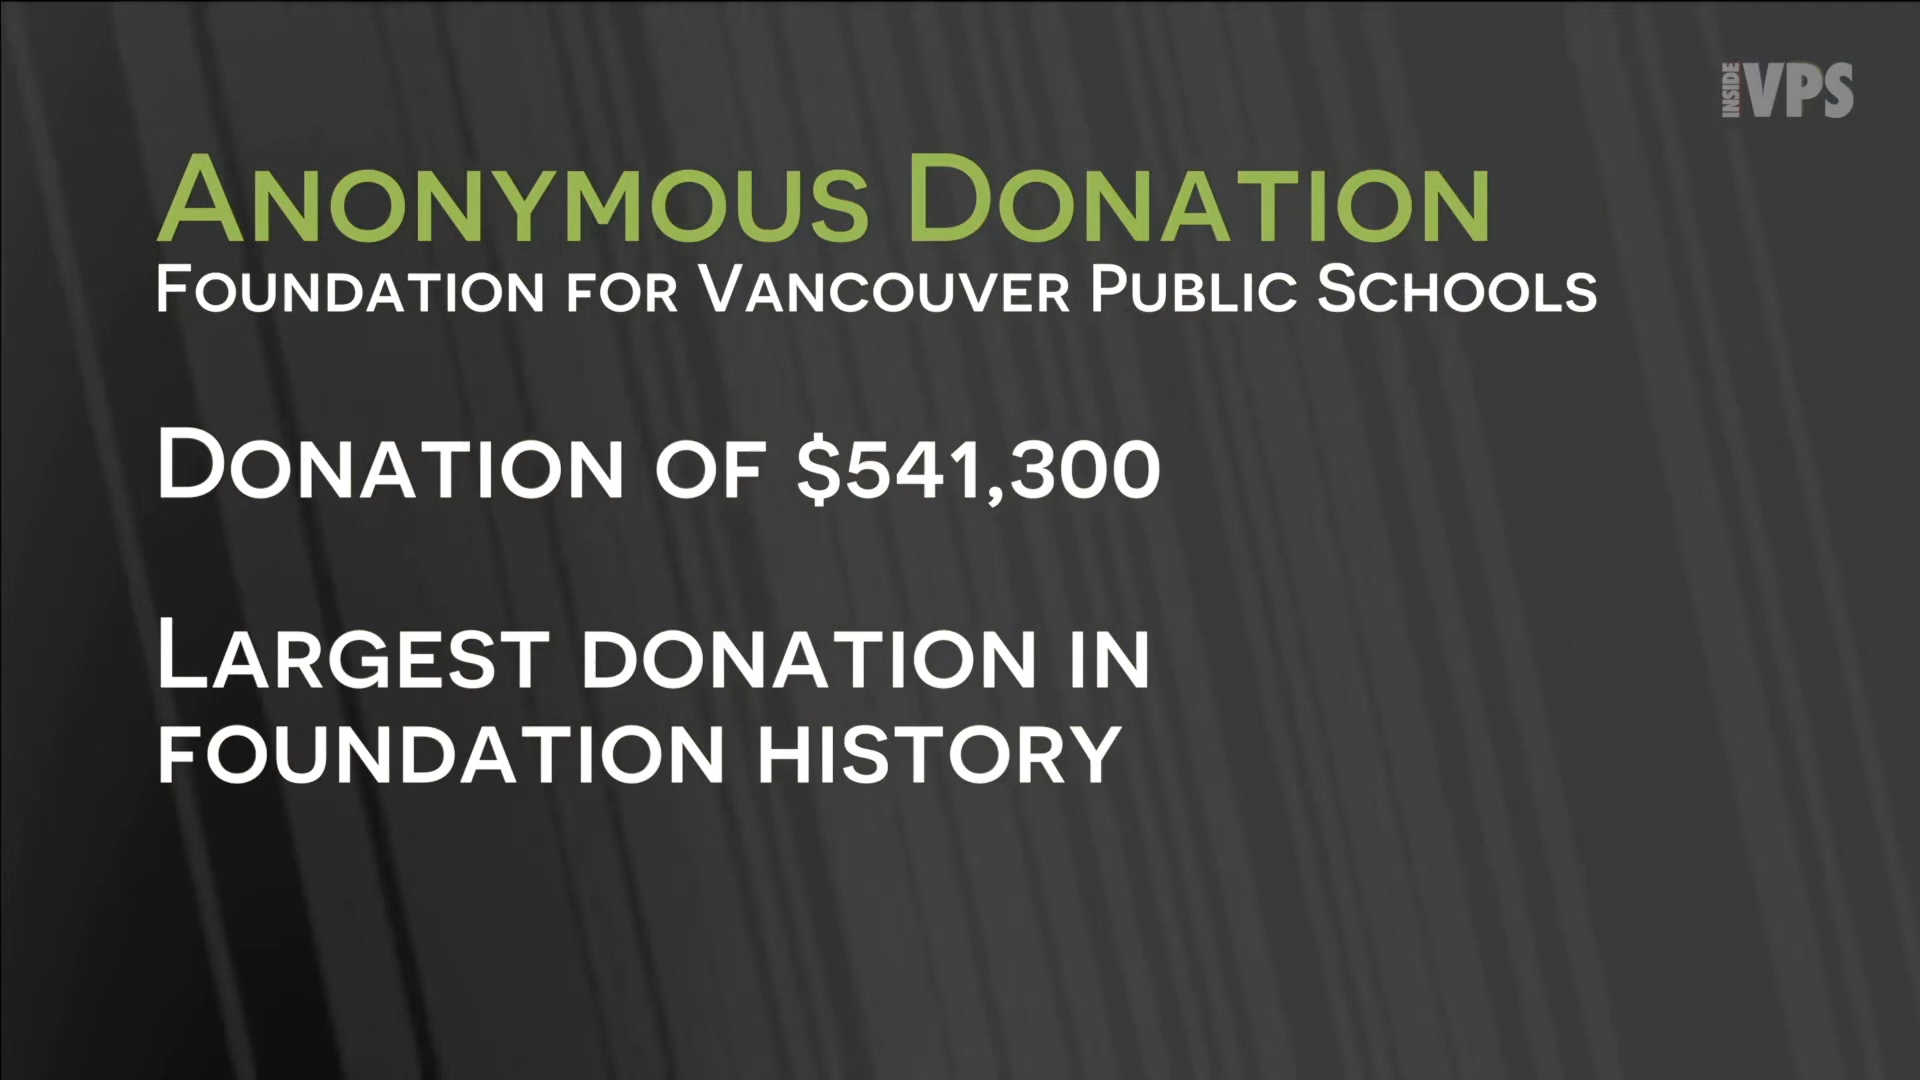 INSIDE VPS
ANONYMOUS DONATION
FOUNDATION FOR VANCOUVER PUBLIC SCHOOLS
DONATION OF $541,300
LARGEST DONATION IN
FOUNDATION HISTORY